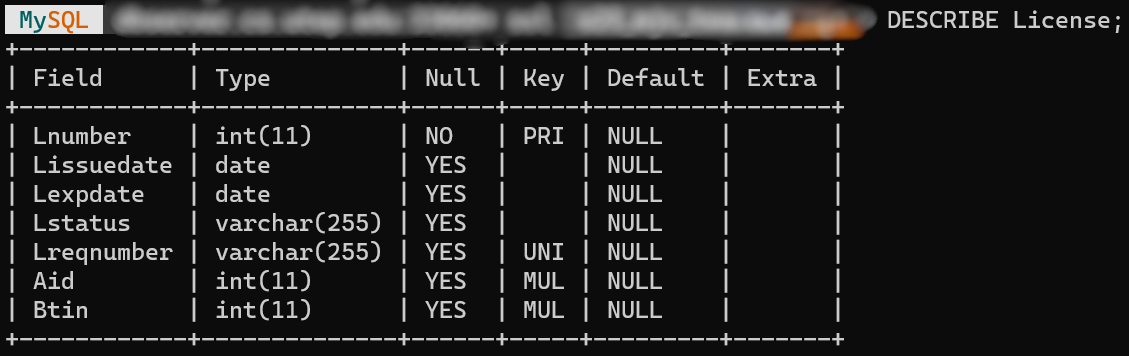 MySQL DESCRIBE License;
+------------+--------------+------+-----+---------+-------+
| Field      | Type         | Null | Key | Default | Extra |
+------------+--------------+------+-----+---------+-------+
| Lnumber    | int(11)      | NO   | PRI | NULL    |       |
| Lissuedate | date         | YES  |     | NULL    |       |
| Lexpdate   | date         | YES  |     | NULL    |       |
| Lstatus    | varchar(255) | YES  |     | NULL    |       |
| Lreqnumber | varchar(255) | YES  | UNI | NULL    |       |
| Aid        | int(11)      | YES  | MUL | NULL    |       |
| Btin       | int(11)      | YES  | MUL | NULL    |       |
+------------+--------------+------+-----+---------+-------+